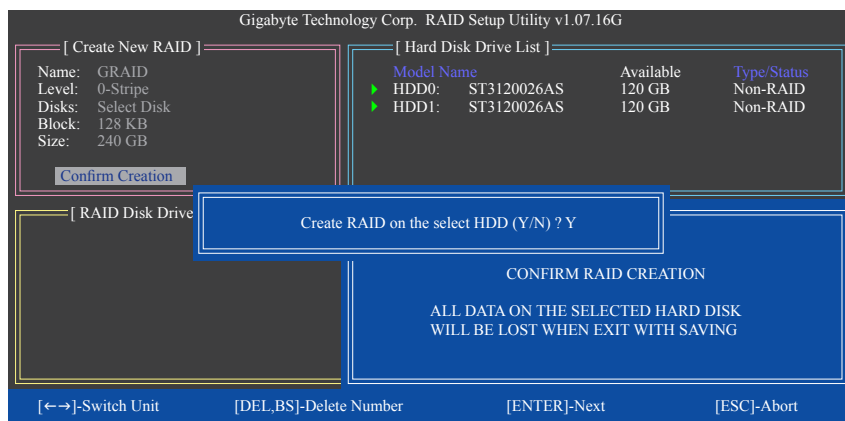 Gigabyte Technology Corp. RAID Setup Utility v1.07.16G
[ Create New RAID ]
Name: GRAID
Level: 0-Stripe
Disks: Select Disk
Block: 128 KB
Size: 240 GB
Confirm Creation
[ Hard Disk Drive List ]
Model Name Available Type/Status
HDD0: ST3120026AS 120 GB Non-RAID
HDD1: ST3120026AS 120 GB Non-RAID
[ RAID Disk Drive
Create RAID on the select HDD (Y/N) ? Y
CONFIRM RAID CREATION
ALL DATA ON THE SELECTED HARD DISK
WILL BE LOST WHEN EXIT WITH SAVING
[←→]-Switch Unit [DEL,BS]-Delete Number [ENTER]-Next [ESC]-Abort